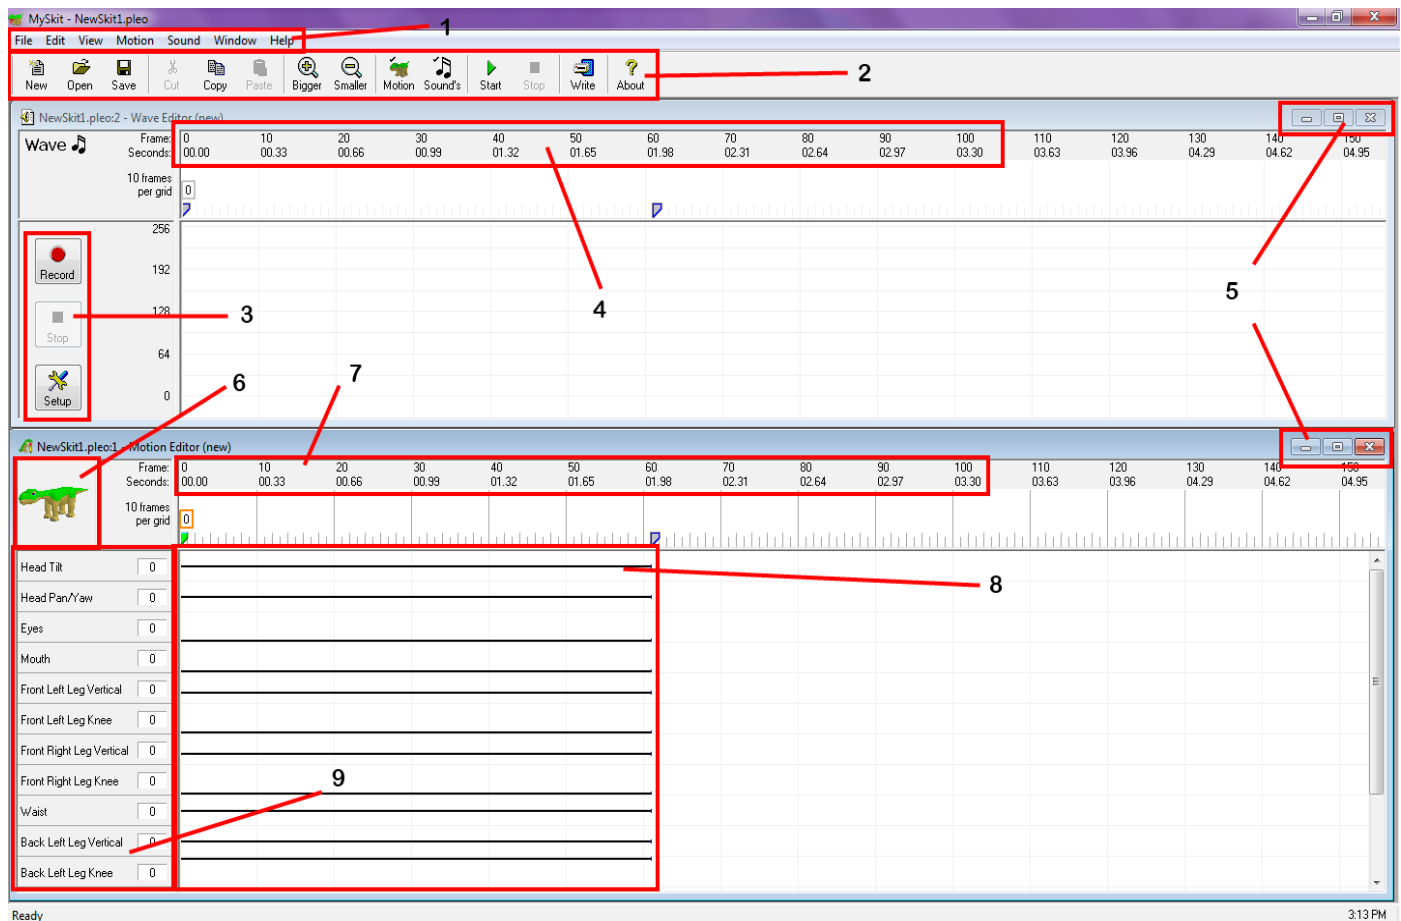 MySkit - NewSkit1.pleo
File Edit View Motion Sound Window Help
1
New Open Save Cut Copy Paste Bigger Smaller Motion Sound's Start Stop Write About
2
NewSkit1.pleo:2 - Wave Editor (new)
Wave
Frame: 0 10 20 30 40 50 60 70 80 90 100 110 120 130 140 150
Seconds: 00.00 00.33 00.66 00.99 01.32 01.65 01.98 02.31 02.64 02.97 03.30 03.63 03.96 04.29 04.62 04.95
10 frames
per grid 0
256
Record
192
128
Stop
64
Setup
0
3
4
5
6
7
NewSkit1.pleo:1 - Motion Editor (new)
Frame: 0 10 20 30 40 50 60 70 80 90 100 110 120 130 140 150
Seconds: 00.00 00.33 00.66 00.99 01.32 01.65 01.98 02.31 02.64 02.97 03.30 03.63 03.96 04.29 04.62 04.95
10 frames
per grid 0
Head Tilt 0
8
Head Pan/Yaw 0
Eyes 0
Mouth 0
Front Left Leg Vertical 0
Front Left Leg Knee 0
Front Right Leg Vertical 0
Front Right Leg Knee 0
9
Waist 0
Back Left Leg Vertical 0
Back Left Leg Knee 0
Ready 3:13 PM